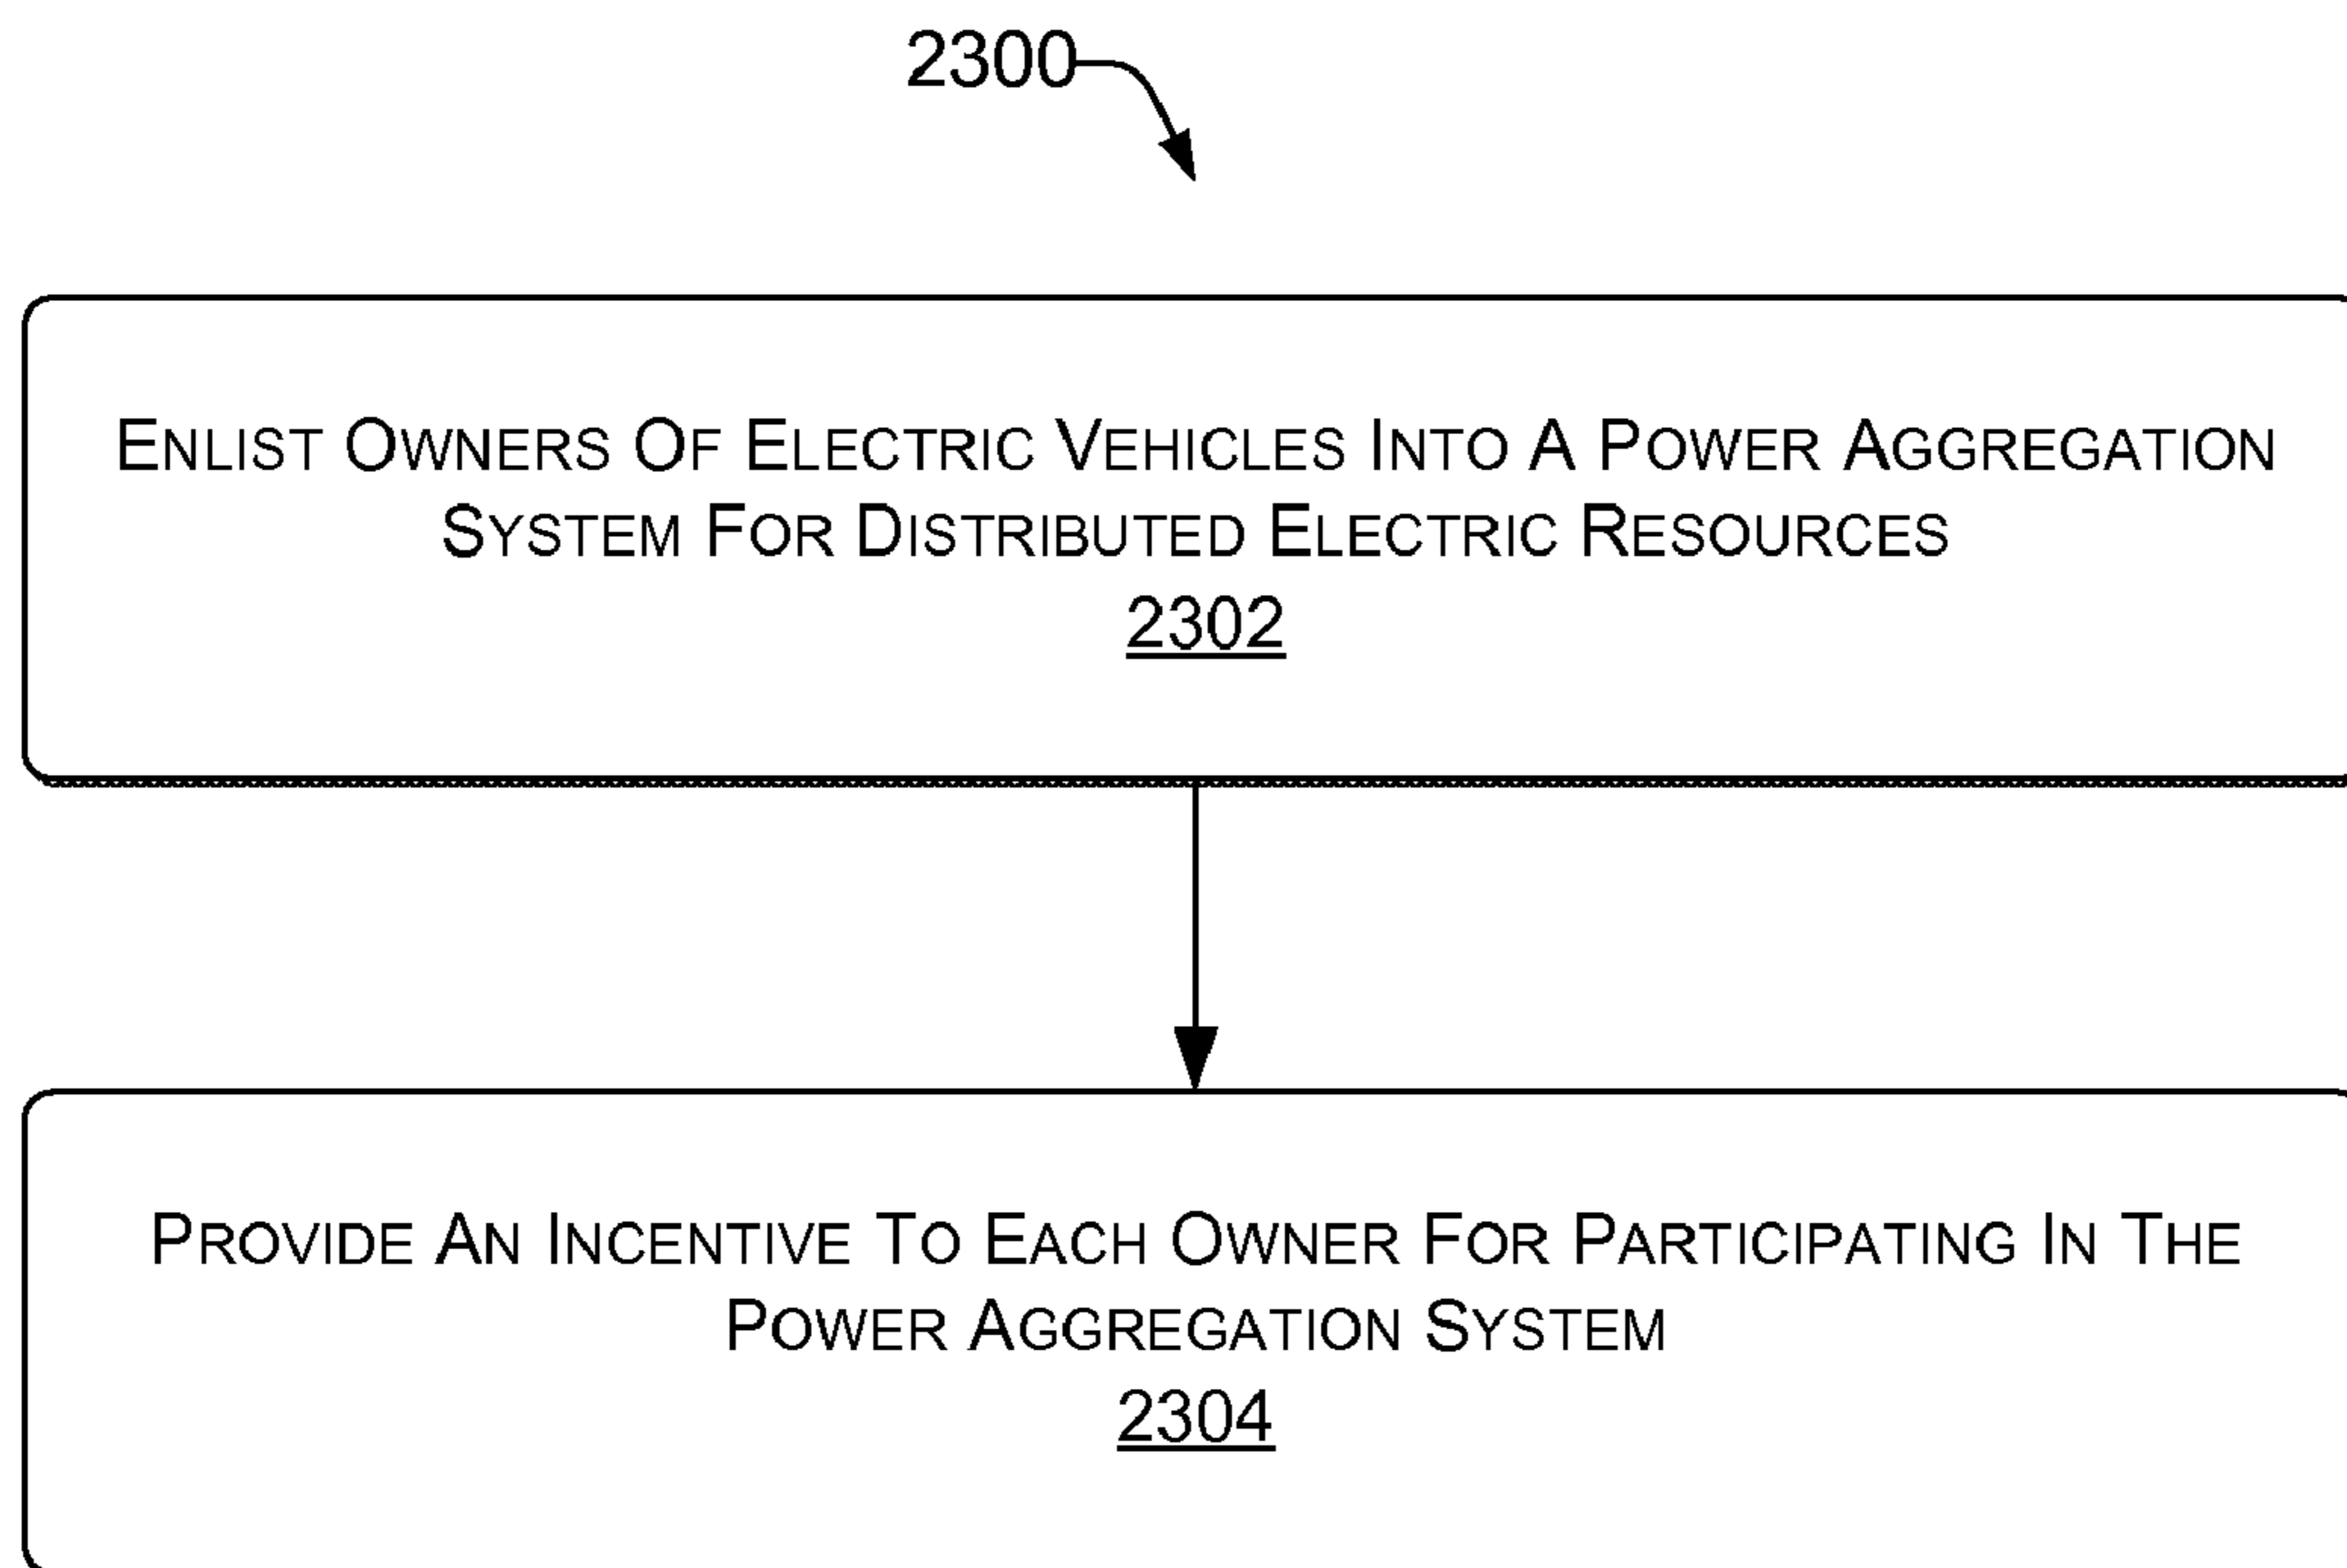 2300
Enlist Owners Of Electric Vehicles Into A Power Aggregation
System For Distributed Electric Resources
2302
Provide An Incentive To Each Owner For Participating In The
Power Aggregation System
2304